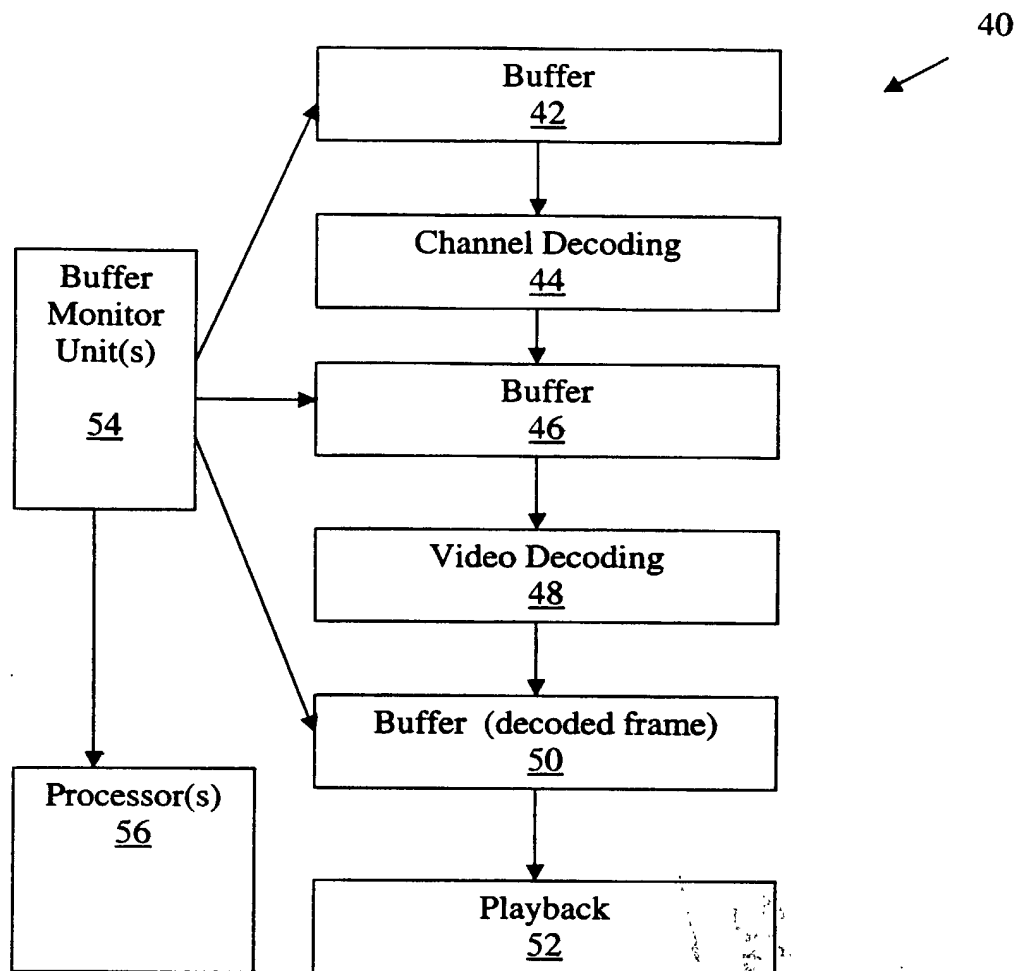 40
Buffer
42
Channel Decoding
44
Buffer
Monitor
Unit(s)
54
Buffer
46
Video Decoding
48
Buffer (decoded frame)
50
Processor(s)
56
Playback
52